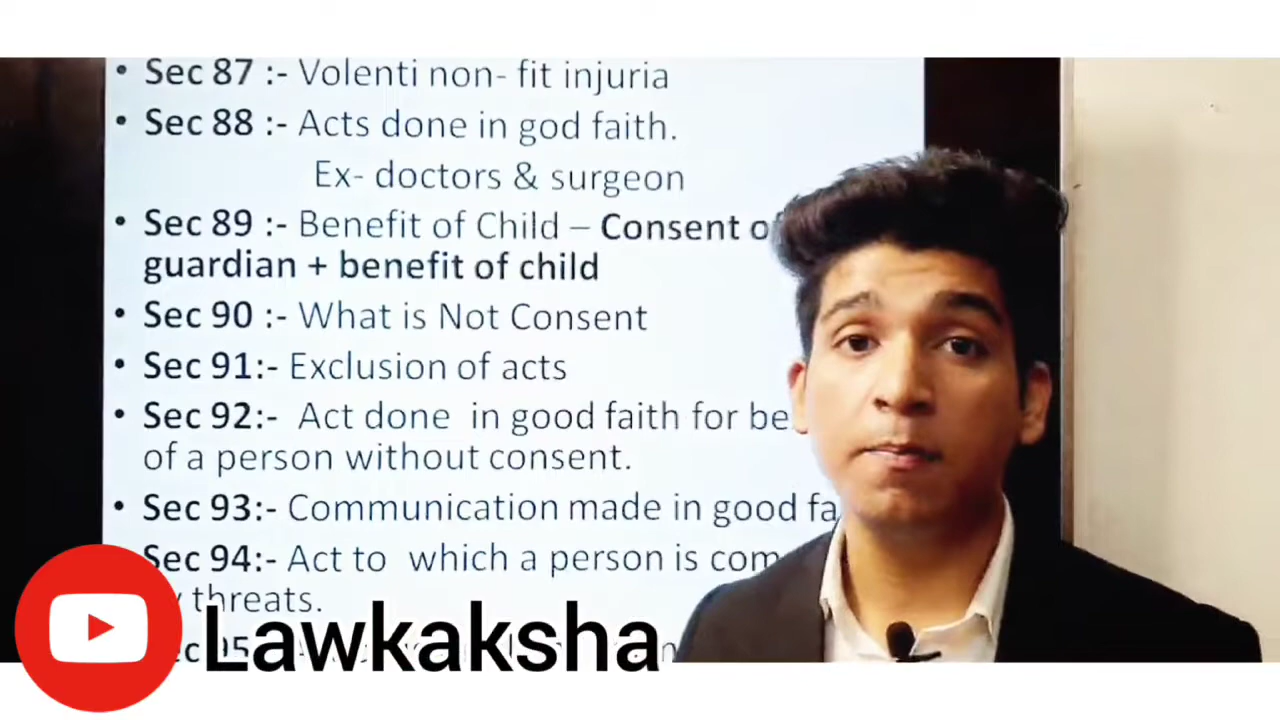 • Sec 87 :- Volenti non- fit injuria
• Sec 88 :- Acts done in god faith.
Ex- doctors & surgeon
• Sec 89 :- Benefit of Child – Consent of
guardian + benefit of child
• Sec 90 :- What is Not Consent
• Sec 91:- Exclusion of acts
• Sec 92:- Act done in good faith for be
of a person without consent.
• Sec 93:- Communication made in good fa
Sec 94:- Act to which a person is com
threats.
Lawkaksha